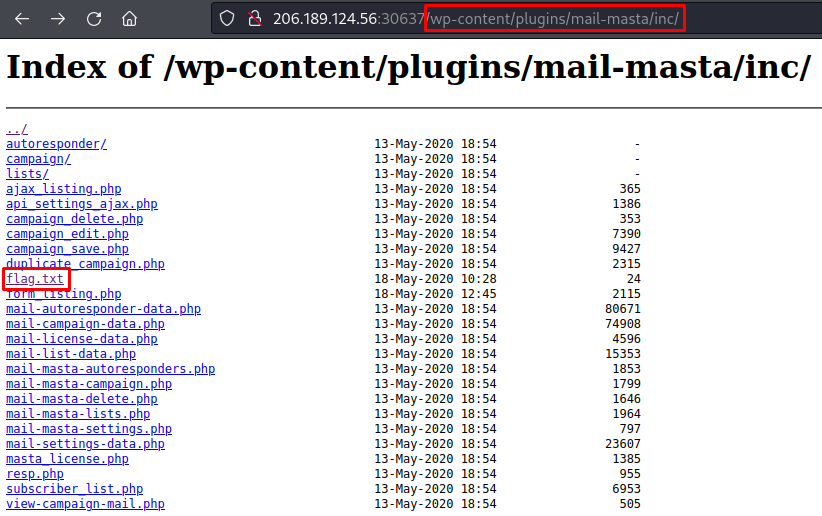 206.189.124.56:30637/wp-content/plugins/mail-masta/inc/
Index of /wp-content/plugins/mail-masta/inc/
../
autoresponder/ 13-May-2020 18:54 -
campaign/ 13-May-2020 18:54 -
lists/ 13-May-2020 18:54 -
ajax_listing.php 13-May-2020 18:54 365
api_settings_ajax.php 13-May-2020 18:54 1386
campaign_delete.php 13-May-2020 18:54 353
campaign_edit.php 13-May-2020 18:54 7390
campaign_save.php 13-May-2020 18:54 9427
duplicate_campaign.php 13-May-2020 18:54 2315
flag.txt 18-May-2020 10:28 24
form_listing.php 18-May-2020 12:45 2115
mail-autoresponder-data.php 13-May-2020 18:54 80671
mail-campaign-data.php 13-May-2020 18:54 74908
mail-license-data.php 13-May-2020 18:54 4596
mail-list-data.php 13-May-2020 18:54 15353
mail-masta-autoresponders.php 13-May-2020 18:54 1853
mail-masta-campaign.php 13-May-2020 18:54 1799
mail-masta-delete.php 13-May-2020 18:54 1646
mail-masta-lists.php 13-May-2020 18:54 1964
mail-masta-settings.php 13-May-2020 18:54 797
mail-settings-data.php 13-May-2020 18:54 23607
masta_license.php 13-May-2020 18:54 1385
resp.php 13-May-2020 18:54 955
subscriber_list.php 13-May-2020 18:54 6953
view-campaign-mail.php 13-May-2020 18:54 505